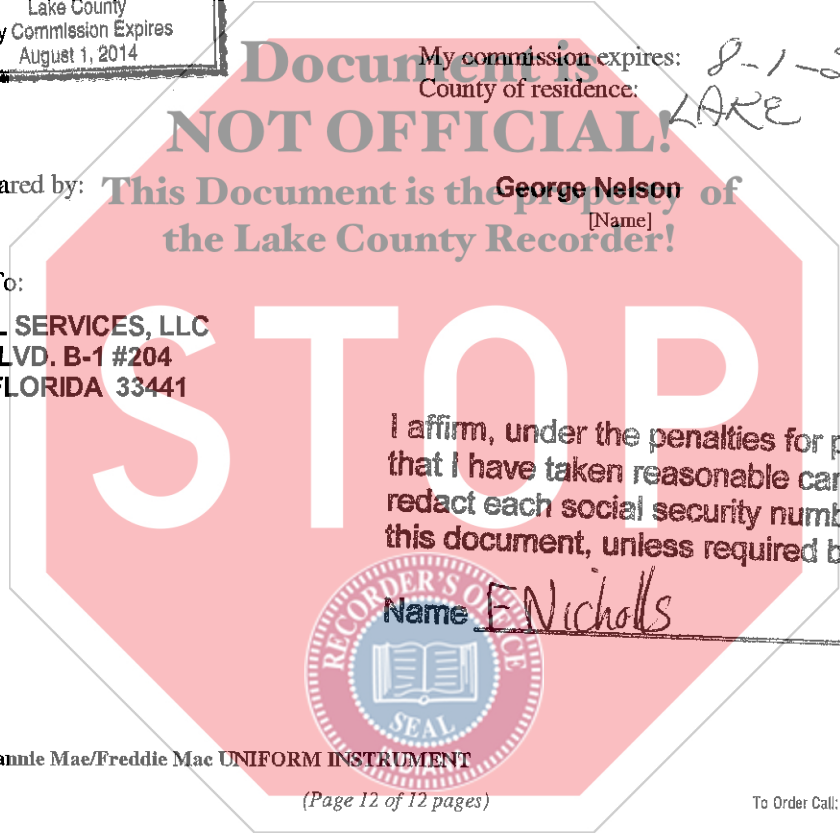 Lake County
y Commission Expires
August 1, 2014
Document is
NOT OFFICIAL!
This Document is the property of
the Lake County Recorder!
My commission expires: 8-1-
County of residence: LAKE
ared by:
George Nelson
[Name]
To:
L SERVICES, LLC
LVD. B-1 #204
FLORIDA 33441
STOP
I affirm, under the penalties for p
that I have taken reasonable car
redact each social security numb
this document, unless required b
Name E Nicholls
RECORDER'S OFFICE
SEAL
INDIANA
annie Mae/Freddie Mac UNIFORM INSTRUMENT
(Page 12 of 12 pages)
To Order Call: